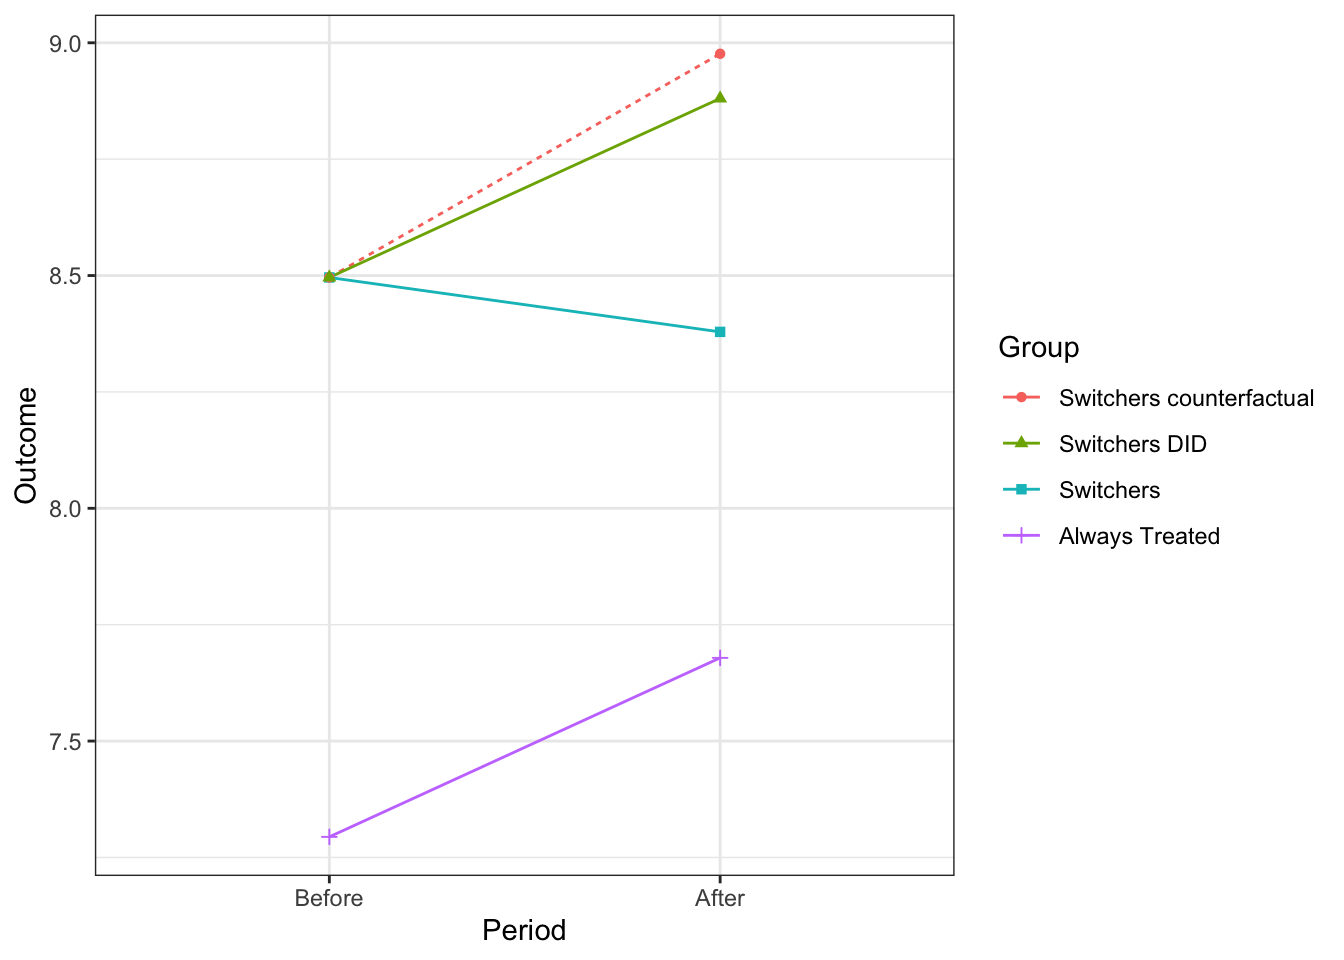 9.0
8.5
8.0
7.5
Outcome
Before
After
Period
Group
Switchers counterfactual
Switchers DID
Switchers
Always Treated